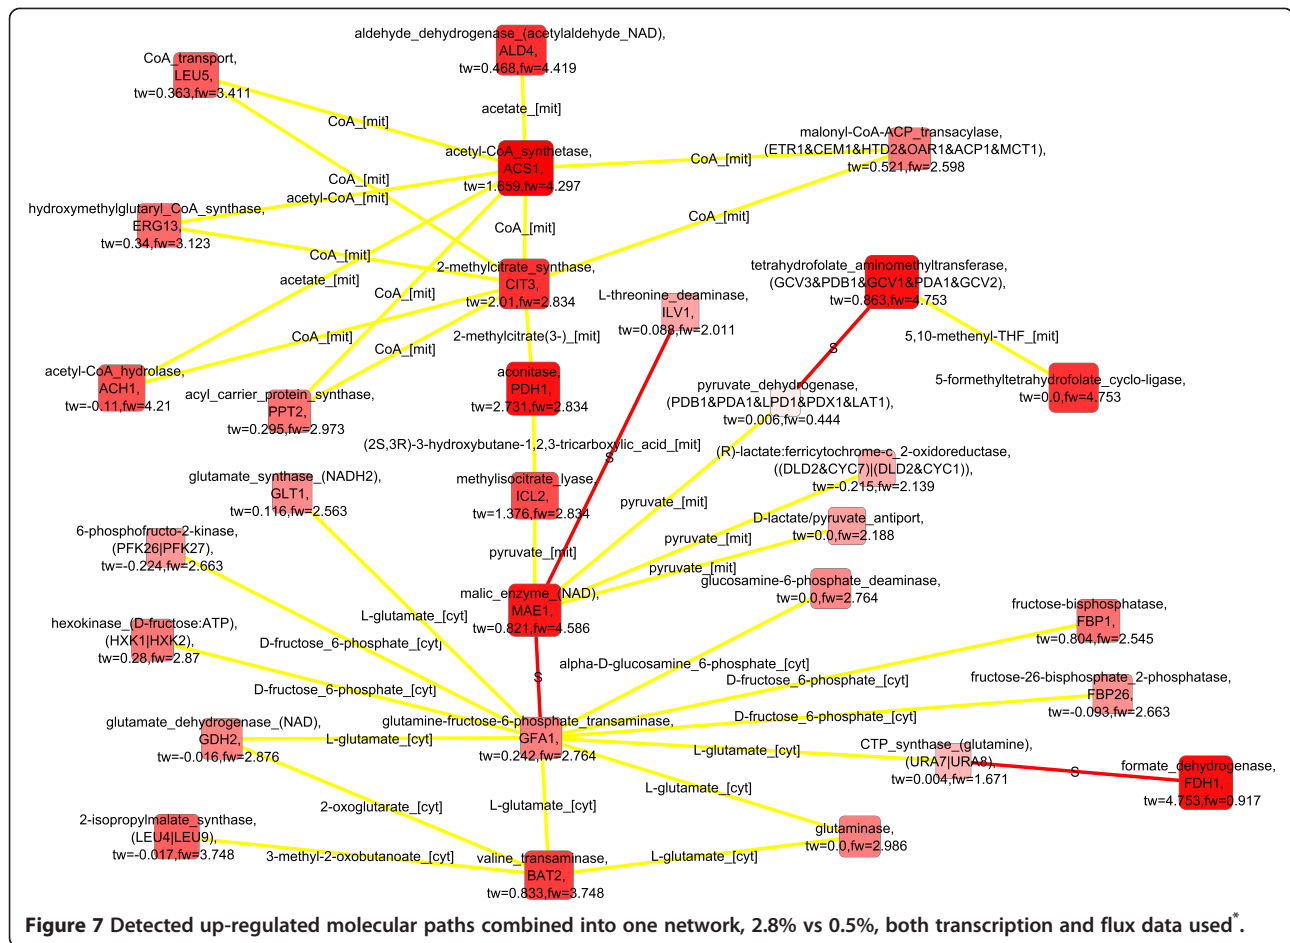 aldehyde_dehydrogenase_(acetylaldehyde_NAD),
ALD4,
tw=0.468,fw=4.419
CoA_transport,
LEU5,
tw=0.363,fw=3.411
acetate_[mit]
CoA_[mit]
malonyl-CoA-ACP_transacylase,
(ETR1&CEM1&HTD2&OAR1&ACP1&MCT1),
tw=0.521,fw=2.598
acetyl-CoA_synthetase,
ACS1,
tw=1.659,fw=4.297
CoA_[mit]
CoA_[mit]
acetyl-CoA_[mit]
hydroxymethylglutaryl_CoA_synthase,
ERG13,
tw=0.34,fw=3.123
CoA_[mit]
CoA_[mit]
CoA_[mit]
2-methylcitrate_synthase,
CIT3,
tw=2.01,fw=2.834
tetrahydrofolate_aminomethyltransferase,
(GCV3&PDB1&GCV1&PDA1&GCV2),
tw=0.863,fw=4.753
acetate_[mit]
CoA_[mit]
L-threonine_deaminase,
ILV1,
tw=0.088,fw=2.011
CoA_[mit]
CoA_[mit]
2-methylcitrate(3-)_[mit]
S
5,10-methenyl-THF_[mit]
acetyl-CoA_hydrolase,
ACH1,
tw=-0.11,fw=4.21
acyl_carrier_protein_synthase,
PPT2,
tw=0.295,fw=2.973
aconitase,
PDH1,
tw=2.731,fw=2.834
pyruvate_dehydrogenase,
(PDB1&PDA1&LPD1&PDX1&LAT1),
tw=0.006,fw=0.444
5-formethyltetrahydrofolate_cyclo-ligase,
tw=0.0,fw=4.753
(2S,3R)-3-hydroxybutane-1,2,3-tricarboxylic_acid_[mit]
S
(R)-lactate:ferricytochrome-c_2-oxidoreductase,
((DLD2&CYC7)|(DLD2&CYC1)),
tw=-0.215,fw=2.139
glutamate_synthase_(NADH2),
GLT1,
tw=0.116,fw=2.563
methylisocitrate_lyase,
ICL2,
tw=1.376,fw=2.834
pyruvate_[mit]
D-lactate/pyruvate_antiport,
tw=0.0,fw=2.188
6-phosphofructo-2-kinase,
(PFK26|PFK27),
tw=-0.224,fw=2.663
pyruvate_[mit]
pyruvate_[mit]
pyruvate_[mit]
glucosamine-6-phosphate_deaminase,
tw=0.0,fw=2.764
malic_enzyme_(NAD),
MAE1,
tw=0.821,fw=4.586
fructose-bisphosphatase,
FBP1,
tw=0.804,fw=2.545
L-glutamate_[cyt]
hexokinase_(D-fructose:ATP),
(HXK1|HXK2),
tw=0.28,fw=2.87
D-fructose_6-phosphate_[cyt]
alpha-D-glucosamine_6-phosphate_[cyt]
S
D-fructose_6-phosphate_[cyt]
D-fructose_6-phosphate_[cyt]
fructose-26-bisphosphate_2-phosphatase,
FBP26,
tw=-0.093,fw=2.663
D-fructose_6-phosphate_[cyt]
glutamate_dehydrogenase_(NAD),
GDH2,
tw=-0.016,fw=2.876
L-glutamate_[cyt]
glutamine-fructose-6-phosphate_transaminase,
GFA1,
tw=0.242,fw=2.764
L-glutamate_[cyt]
CTP_synthase_(glutamine),
(URA7|URA8),
tw=0.004,fw=1.671
S
formate_dehydrogenase,
FDH1,
tw=4.753,fw=0.917
2-oxoglutarate_[cyt]
L-glutamate_[cyt]
L-glutamate_[cyt]
2-isopropylmalate_synthase,
(LEU4|LEU9),
tw=-0.017,fw=3.748
3-methyl-2-oxobutanoate_[cyt]
valine_transaminase,
BAT2,
tw=0.833,fw=3.748
L-glutamate_[cyt]
glutaminase,
tw=0.0,fw=2.986
Figure 7 Detected up-regulated molecular paths combined into one network, 2.8% vs 0.5%, both transcription and flux data used*.